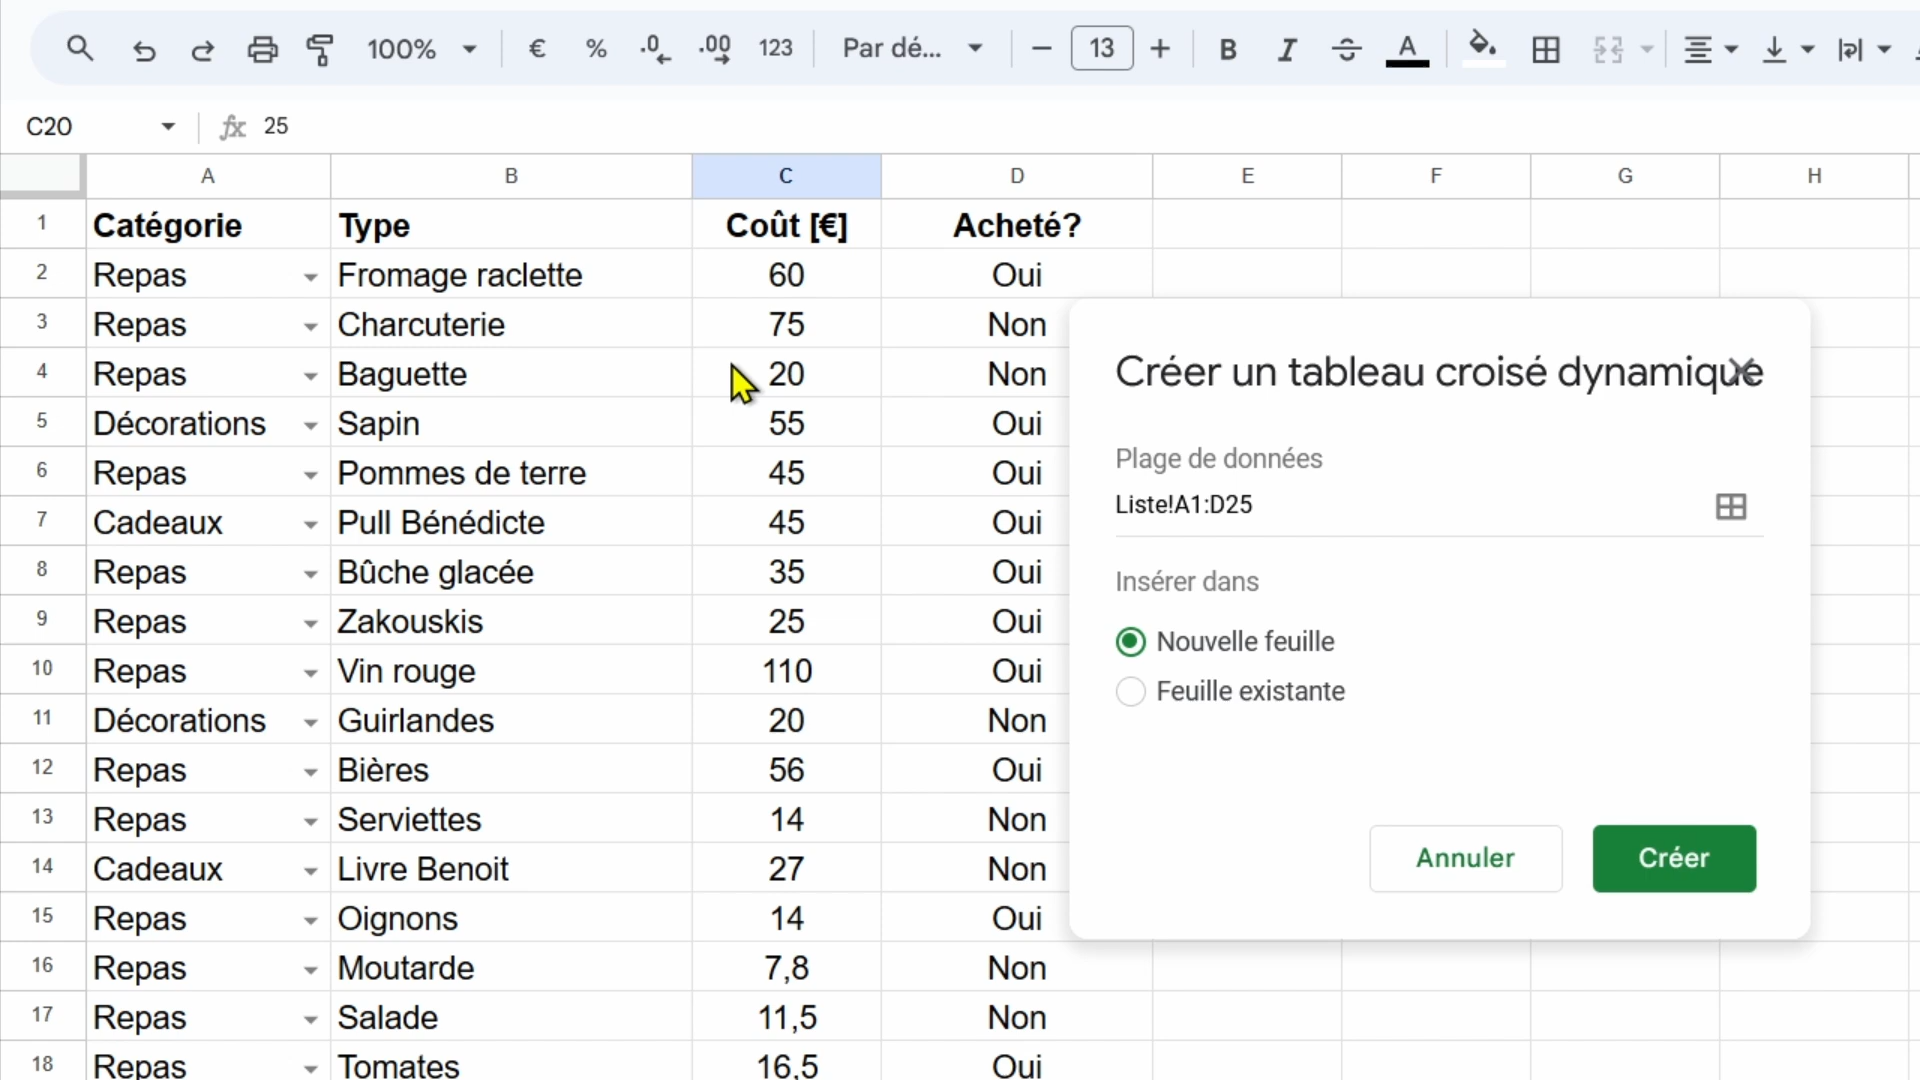 100% € % .0 .00 123 Par dé... 13 B I A
C20 fx 25
A B C D E F G H
1 Catégorie Type Coût [€] Acheté?
2 Repas Fromage raclette 60 Oui
3 Repas Charcuterie 75 Non
4 Repas Baguette 20 Non
5 Décorations Sapin 55 Oui
6 Repas Pommes de terre 45 Oui
7 Cadeaux Pull Bénédicte 45 Oui
8 Repas Bûche glacée 35 Oui
9 Repas Zakouskis 25 Oui
10 Repas Vin rouge 110 Oui
11 Décorations Guirlandes 20 Non
12 Repas Bières 56 Oui
13 Repas Serviettes 14 Non
14 Cadeaux Livre Benoit 27 Non
15 Repas Oignons 14 Oui
16 Repas Moutarde 7,8 Non
17 Repas Salade 11,5 Non
18 Repas Tomates 16,5 Oui
Créer un tableau croisé dynamique
Plage de données
Liste!A1:D25
Insérer dans
Nouvelle feuille
Feuille existante
Annuler Créer